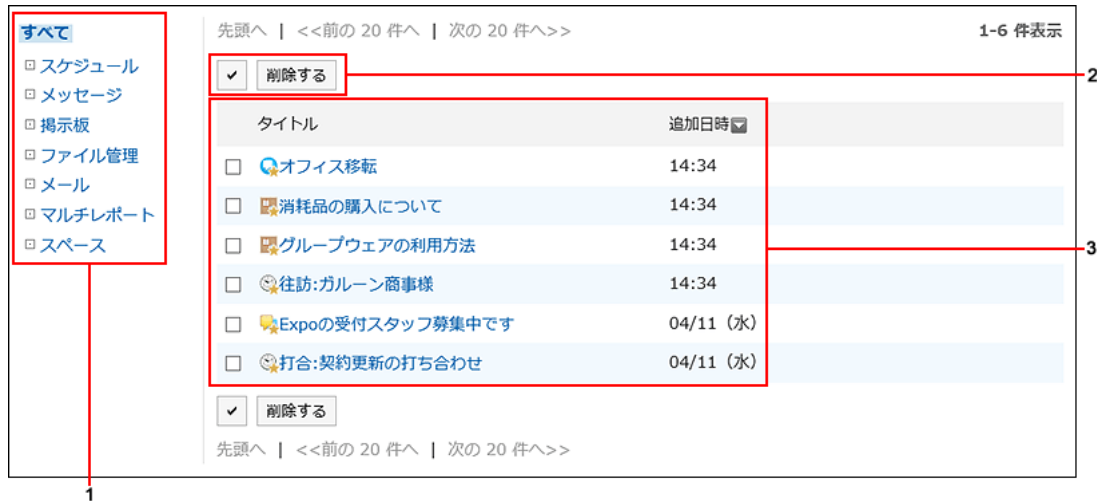 すべて
スケジュール
メッセージ
掲示板
ファイル管理
メール
マルチレポート
スペース
1
先頭へ | <<前の 20 件へ | 次の 20 件へ>>
1-6 件表示
削除する
2
タイトル 追加日時
オフィス移転 14:34
消耗品の購入について 14:34
グループウェアの利用方法 14:34
3
往訪:ガルーン商事様 14:34
Expoの受付スタッフ募集中です 04/11（水）
打合:契約更新の打ち合わせ 04/11（水）
削除する
先頭へ | <<前の 20 件へ | 次の 20 件へ>>